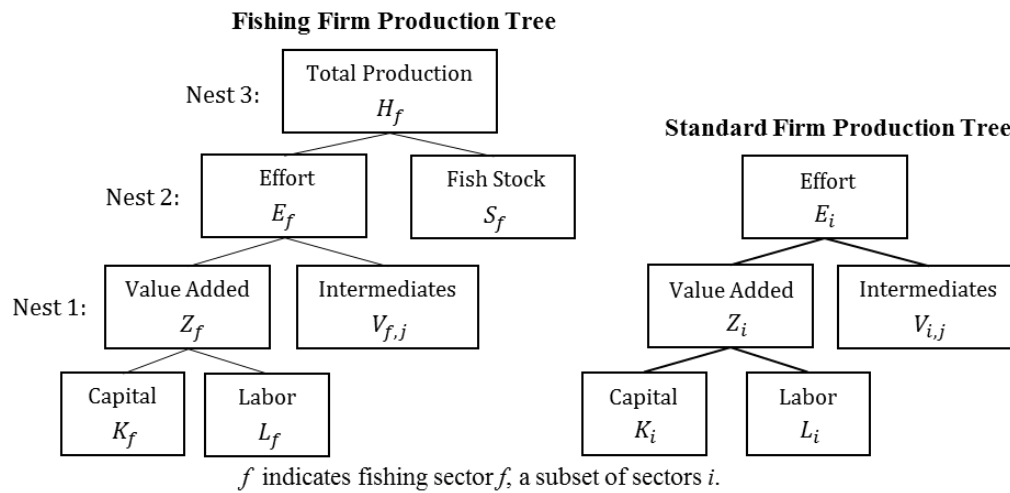 Fishing Firm Production Tree
Nest 3:
Total Production
H_f
Standard Firm Production Tree
Nest 2:
Effort
E_f
Fish Stock
S_f
Effort
E_i
Nest 1:
Value Added
Z_f
Intermediates
V_{f,j}
Value Added
Z_i
Intermediates
V_{i,j}
Capital
K_f
Labor
L_f
Capital
K_i
Labor
L_i
f indicates fishing sector f, a subset of sectors i.